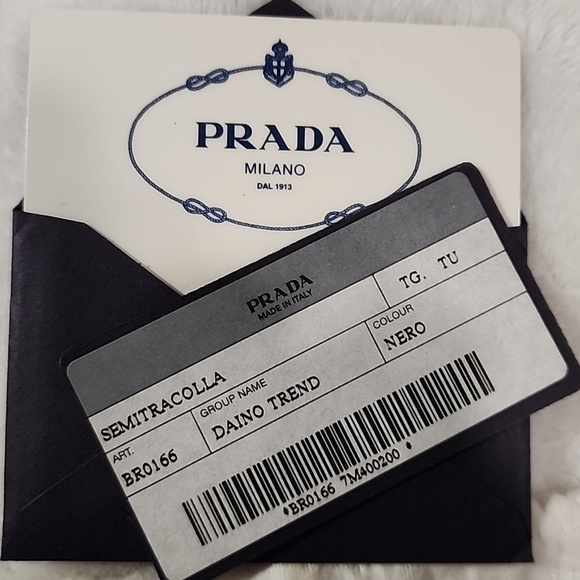 PRADA
MILANO
DAL 1913
PRADA
MADE IN ITALY
TG. TU
SEMITRACOLLA
ART.
BR0166
GROUP NAME
DAINO TREND
COLOUR
NERO
*BR0166 7M400200 *